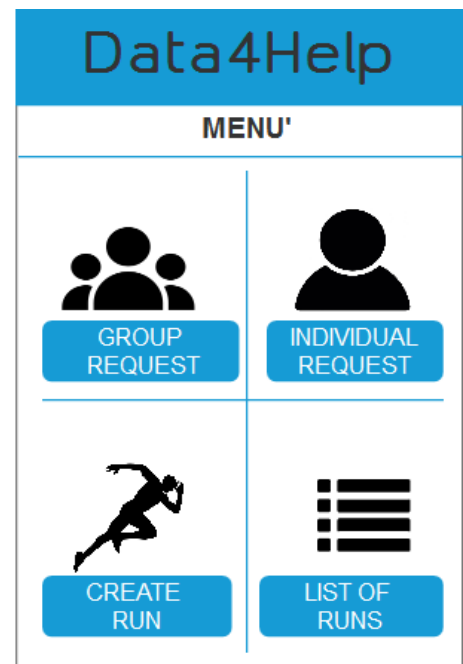 Data4Help
MENU'
GROUP
REQUEST
INDIVIDUAL
REQUEST
CREATE
RUN
LIST OF
RUNS